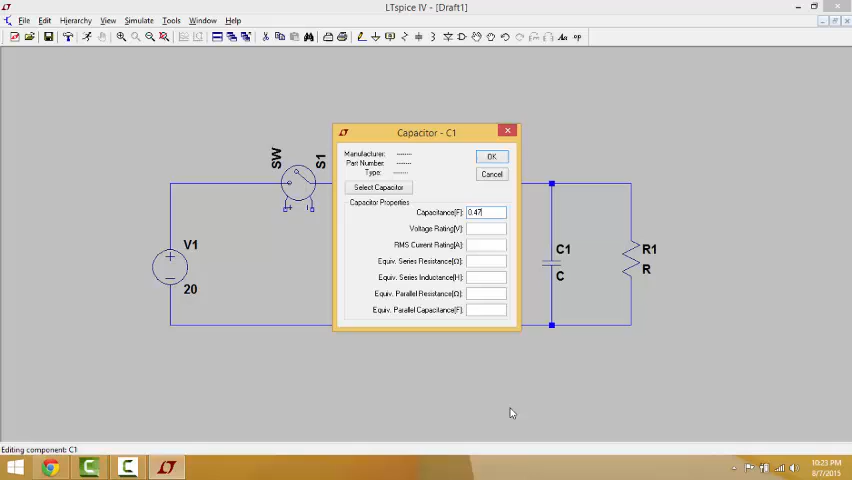 LTspice IV - [Draft1]
File Edit Hierarchy View Simulate Tools Window Help
Capacitor - C1
Manufacturer: -------
Part Number: -------
Type: -------
OK
Cancel
Select Capacitor
Capacitor Properties
Capacitance[F]: 0.47
Voltage Rating[V]:
RMS Current Rating[A]:
Equiv. Series Resistance[Ω]:
Equiv. Series Inductance[H]:
Equiv. Parallel Resistance[Ω]:
Equiv. Parallel Capacitance[F]:
SW
S1
+
V1
+
20
C1
C
R1
R
Editing component: C1
10:23 PM
8/7/2015